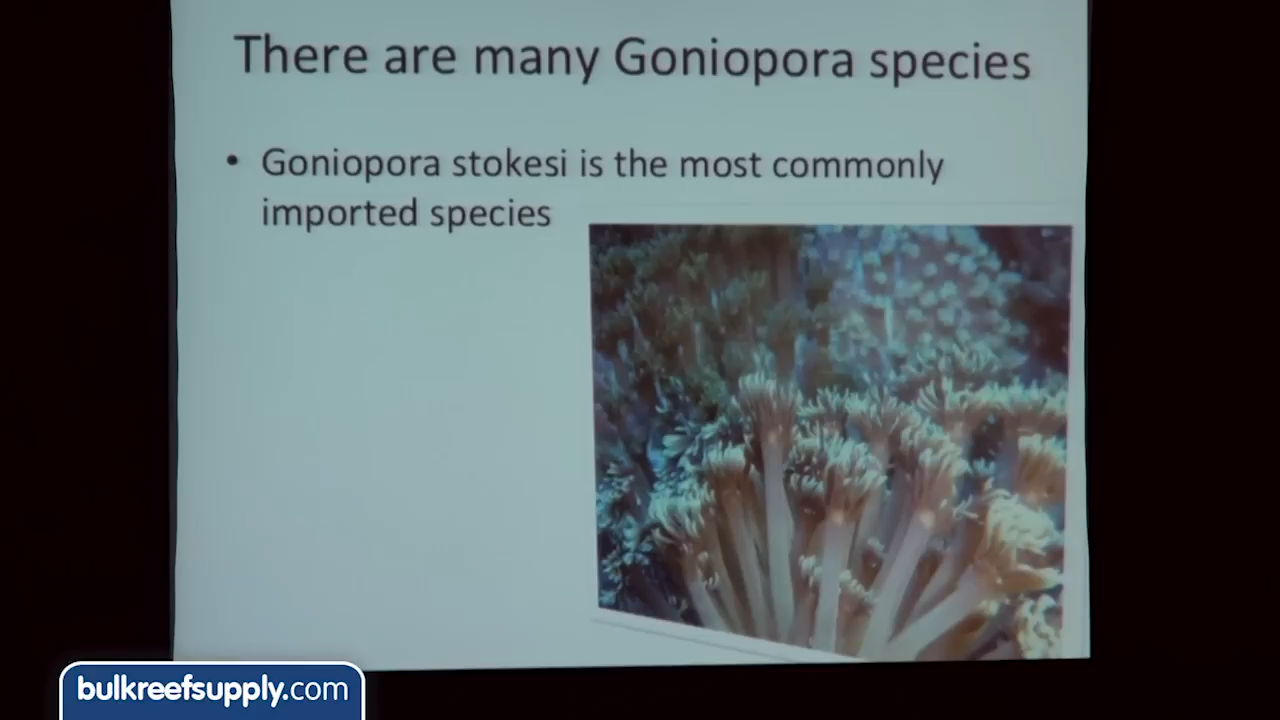 There are many Goniopora species
• Goniopora stokesi is the most commonly
imported species
bulkreefsupply.com